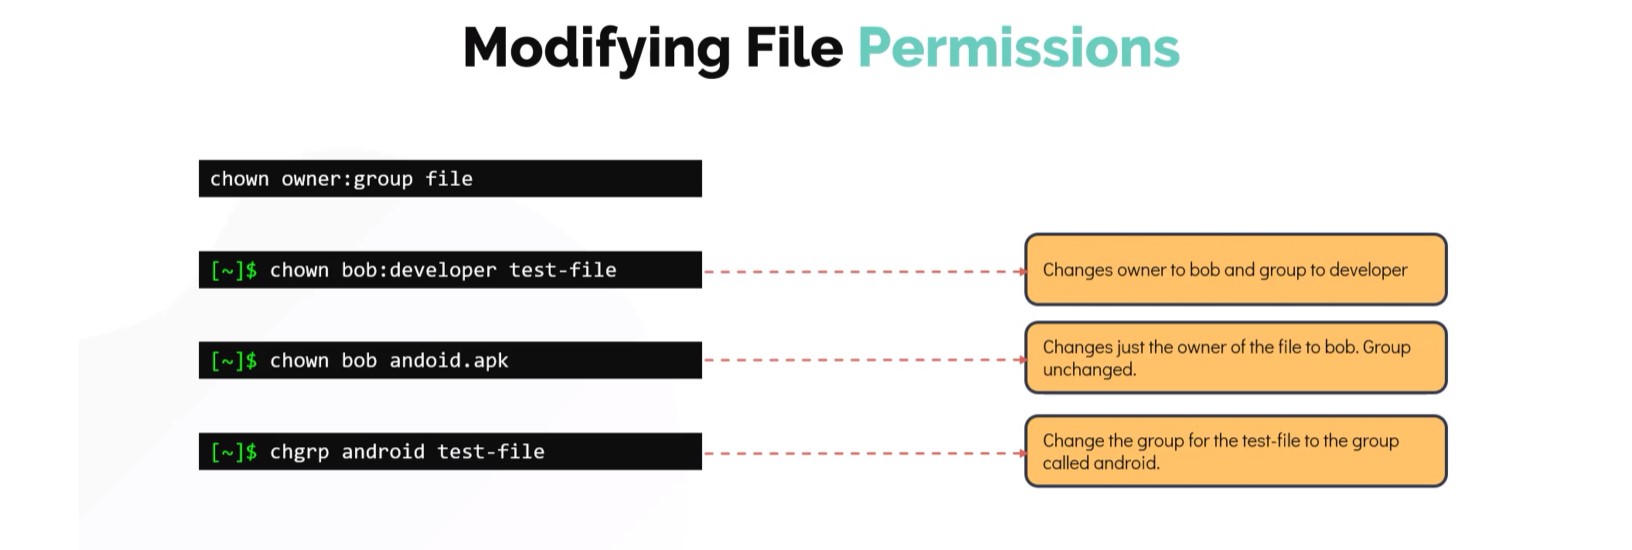 Modifying File Permissions
chown owner:group file
[~]$ chown bob:developer test-file
Changes owner to bob and group to developer
[~]$ chown bob andoid.apk
Changes just the owner of the file to bob. Group
unchanged.
[~]$ chgrp android test-file
Change the group for the test-file to the group
called android.